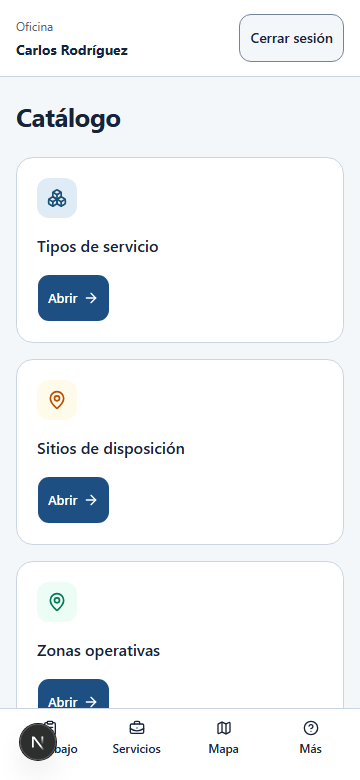 Oficina
Carlos Rodríguez
Cerrar sesión
Catálogo
Tipos de servicio
Abrir
Sitios de disposición
Abrir
Zonas operativas
Abrir
N
bajo
Servicios
Mapa
Más